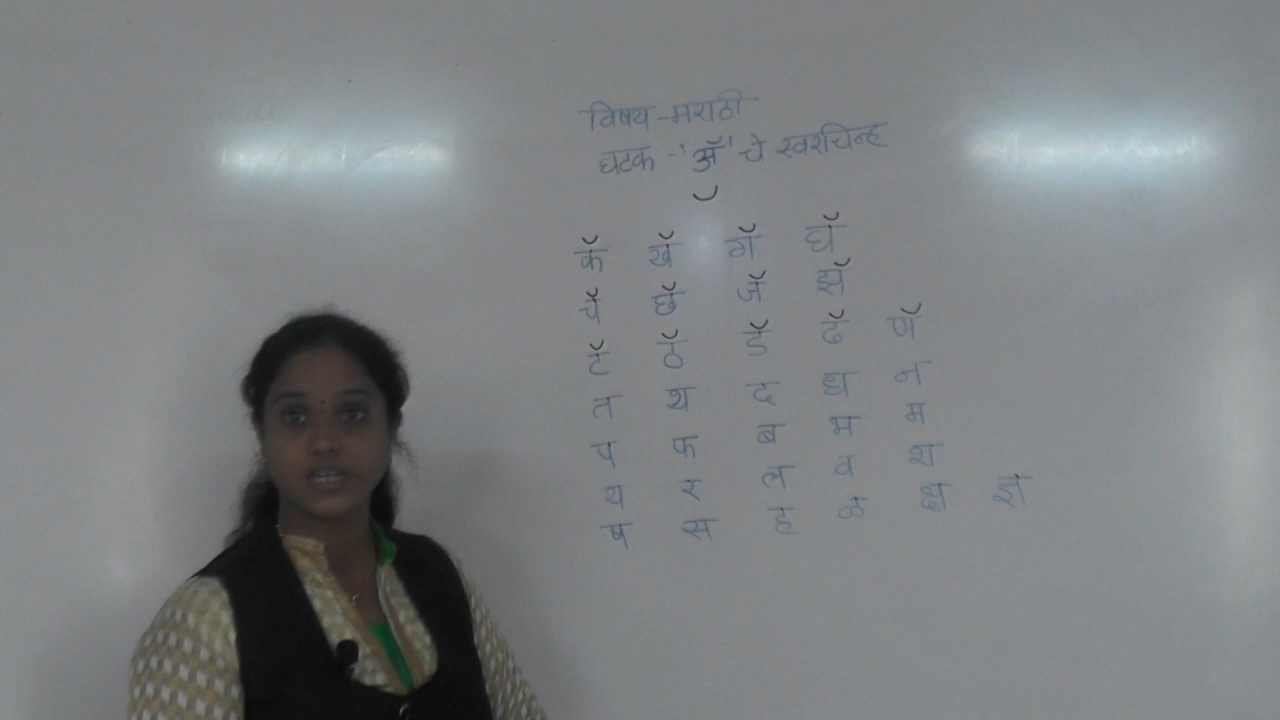 विषय-मराठी
घटक-'ॲ' चे स्वरचिन्ह
ॅ
कॅ खॅ गॅ घॅ
चॅ छॅ जॅ झॅ
टॅ ठॅ डॅ ढॅ णॅ
त थ द ध न
प फ ब भ म
य र ल व श
ष स ह ळ क्ष ज्ञ